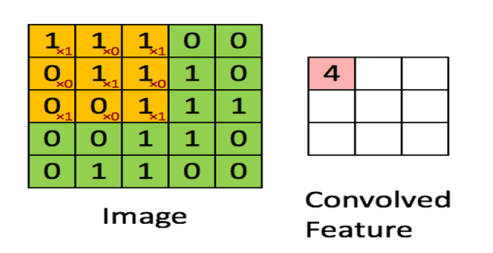 1×1 1×0 1×1 0 0
0×0 1×1 1×0 1 0
0×1 0×0 1×1 1 1
0 0 1 1 0
0 1 1 0 0
4
Image
Convolved
Feature